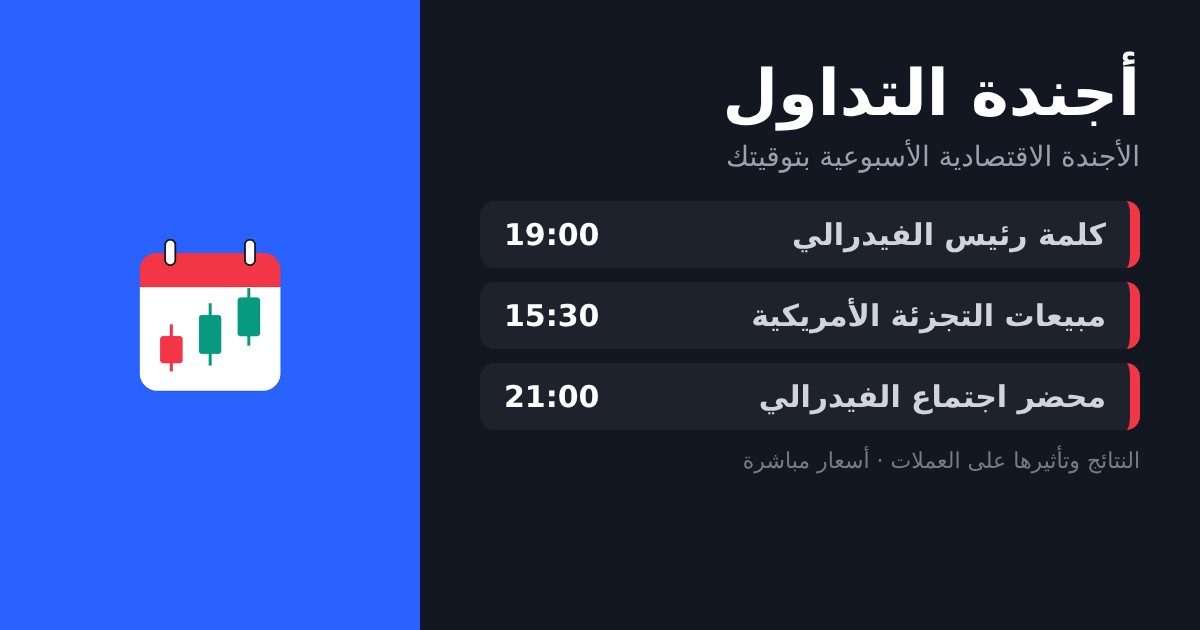 أجندة التداول
الأجندة الاقتصادية الأسبوعية بتوقيتك
كلمة رئيس الفيدرالي 19:00
مبيعات التجزئة الأمريكية 15:30
محضر اجتماع الفيدرالي 21:00
النتائج وتأثيرها على العملات · أسعار مباشرة